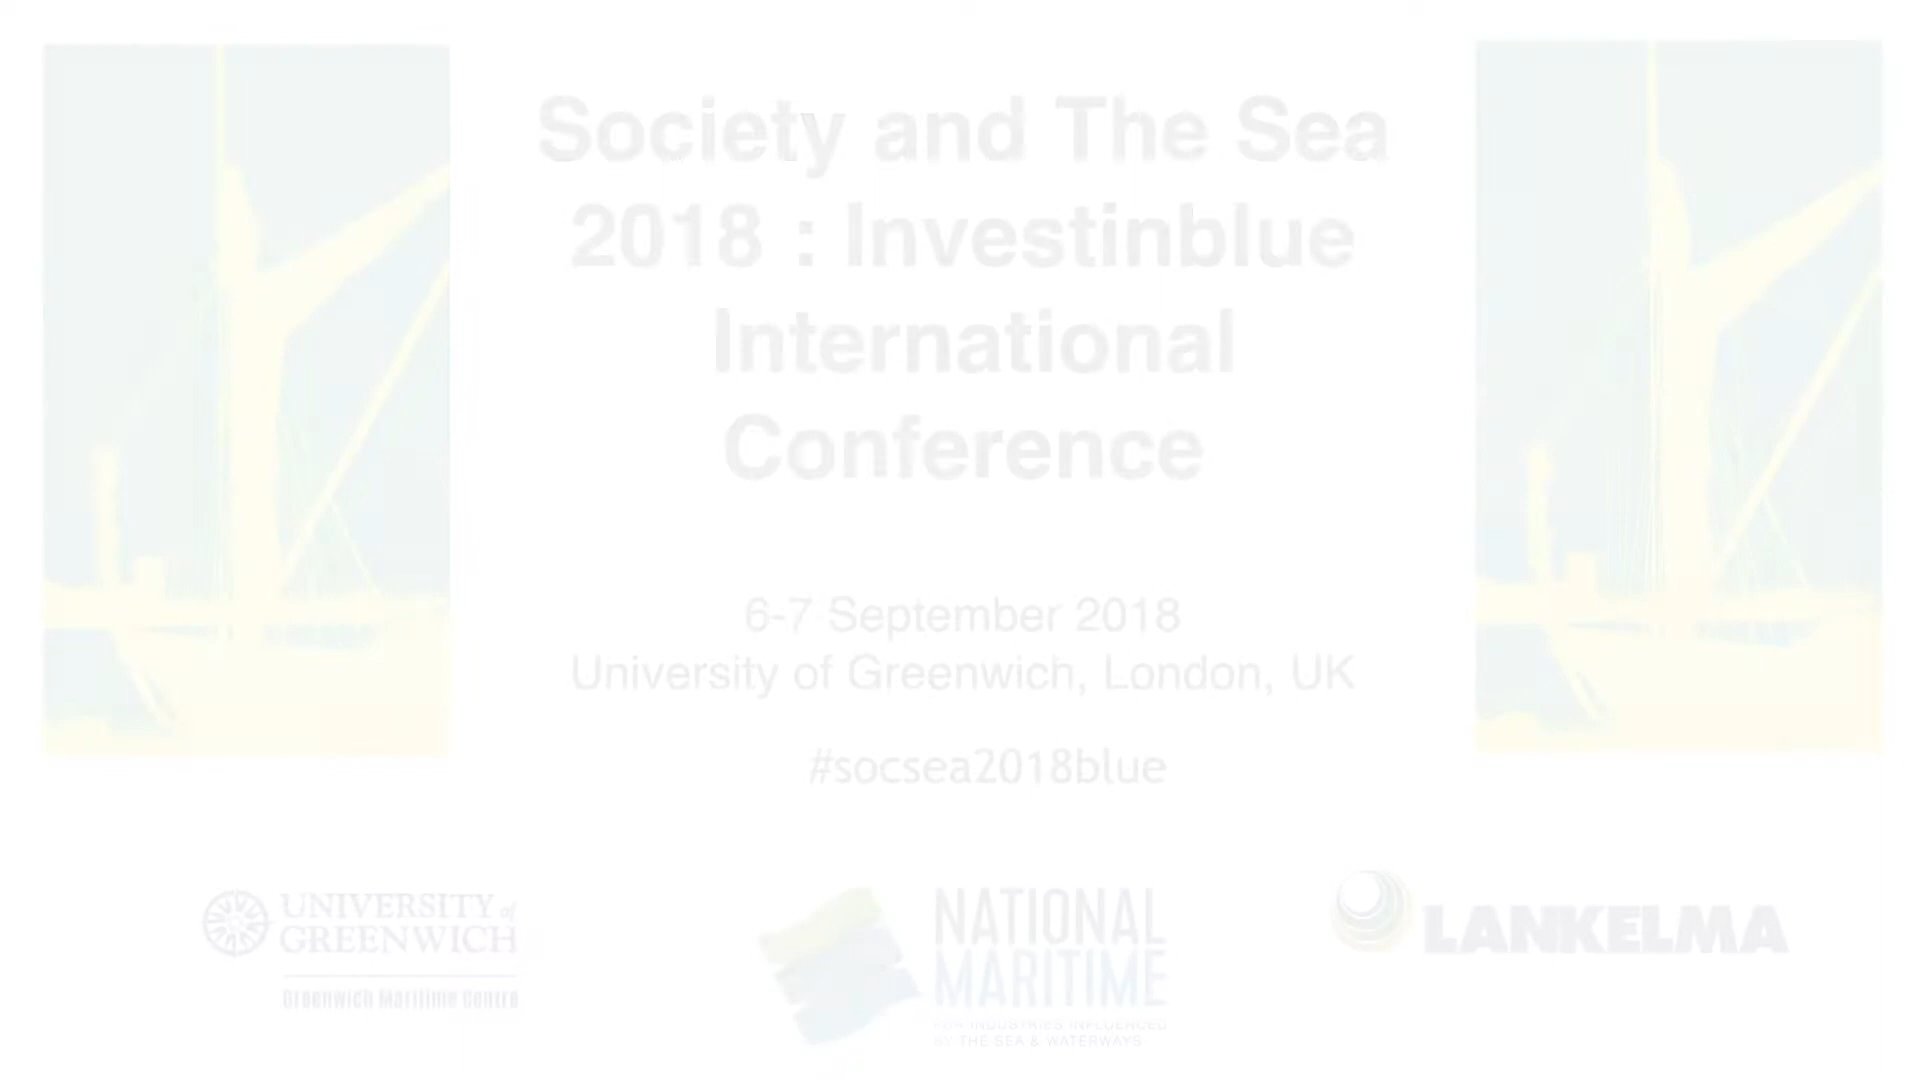 Society and The Sea
2018 : Investinblue
International
Conference
6-7 September 2018
University of Greenwich, London, UK
#socsea2018blue
UNIVERSITY of
GREENWICH
Greenwich Maritime Centre
NATIONAL
MARITIME
FOR INDUSTRIES INFLUENCED
BY THE SEA & WATERWAYS
LANKELMA